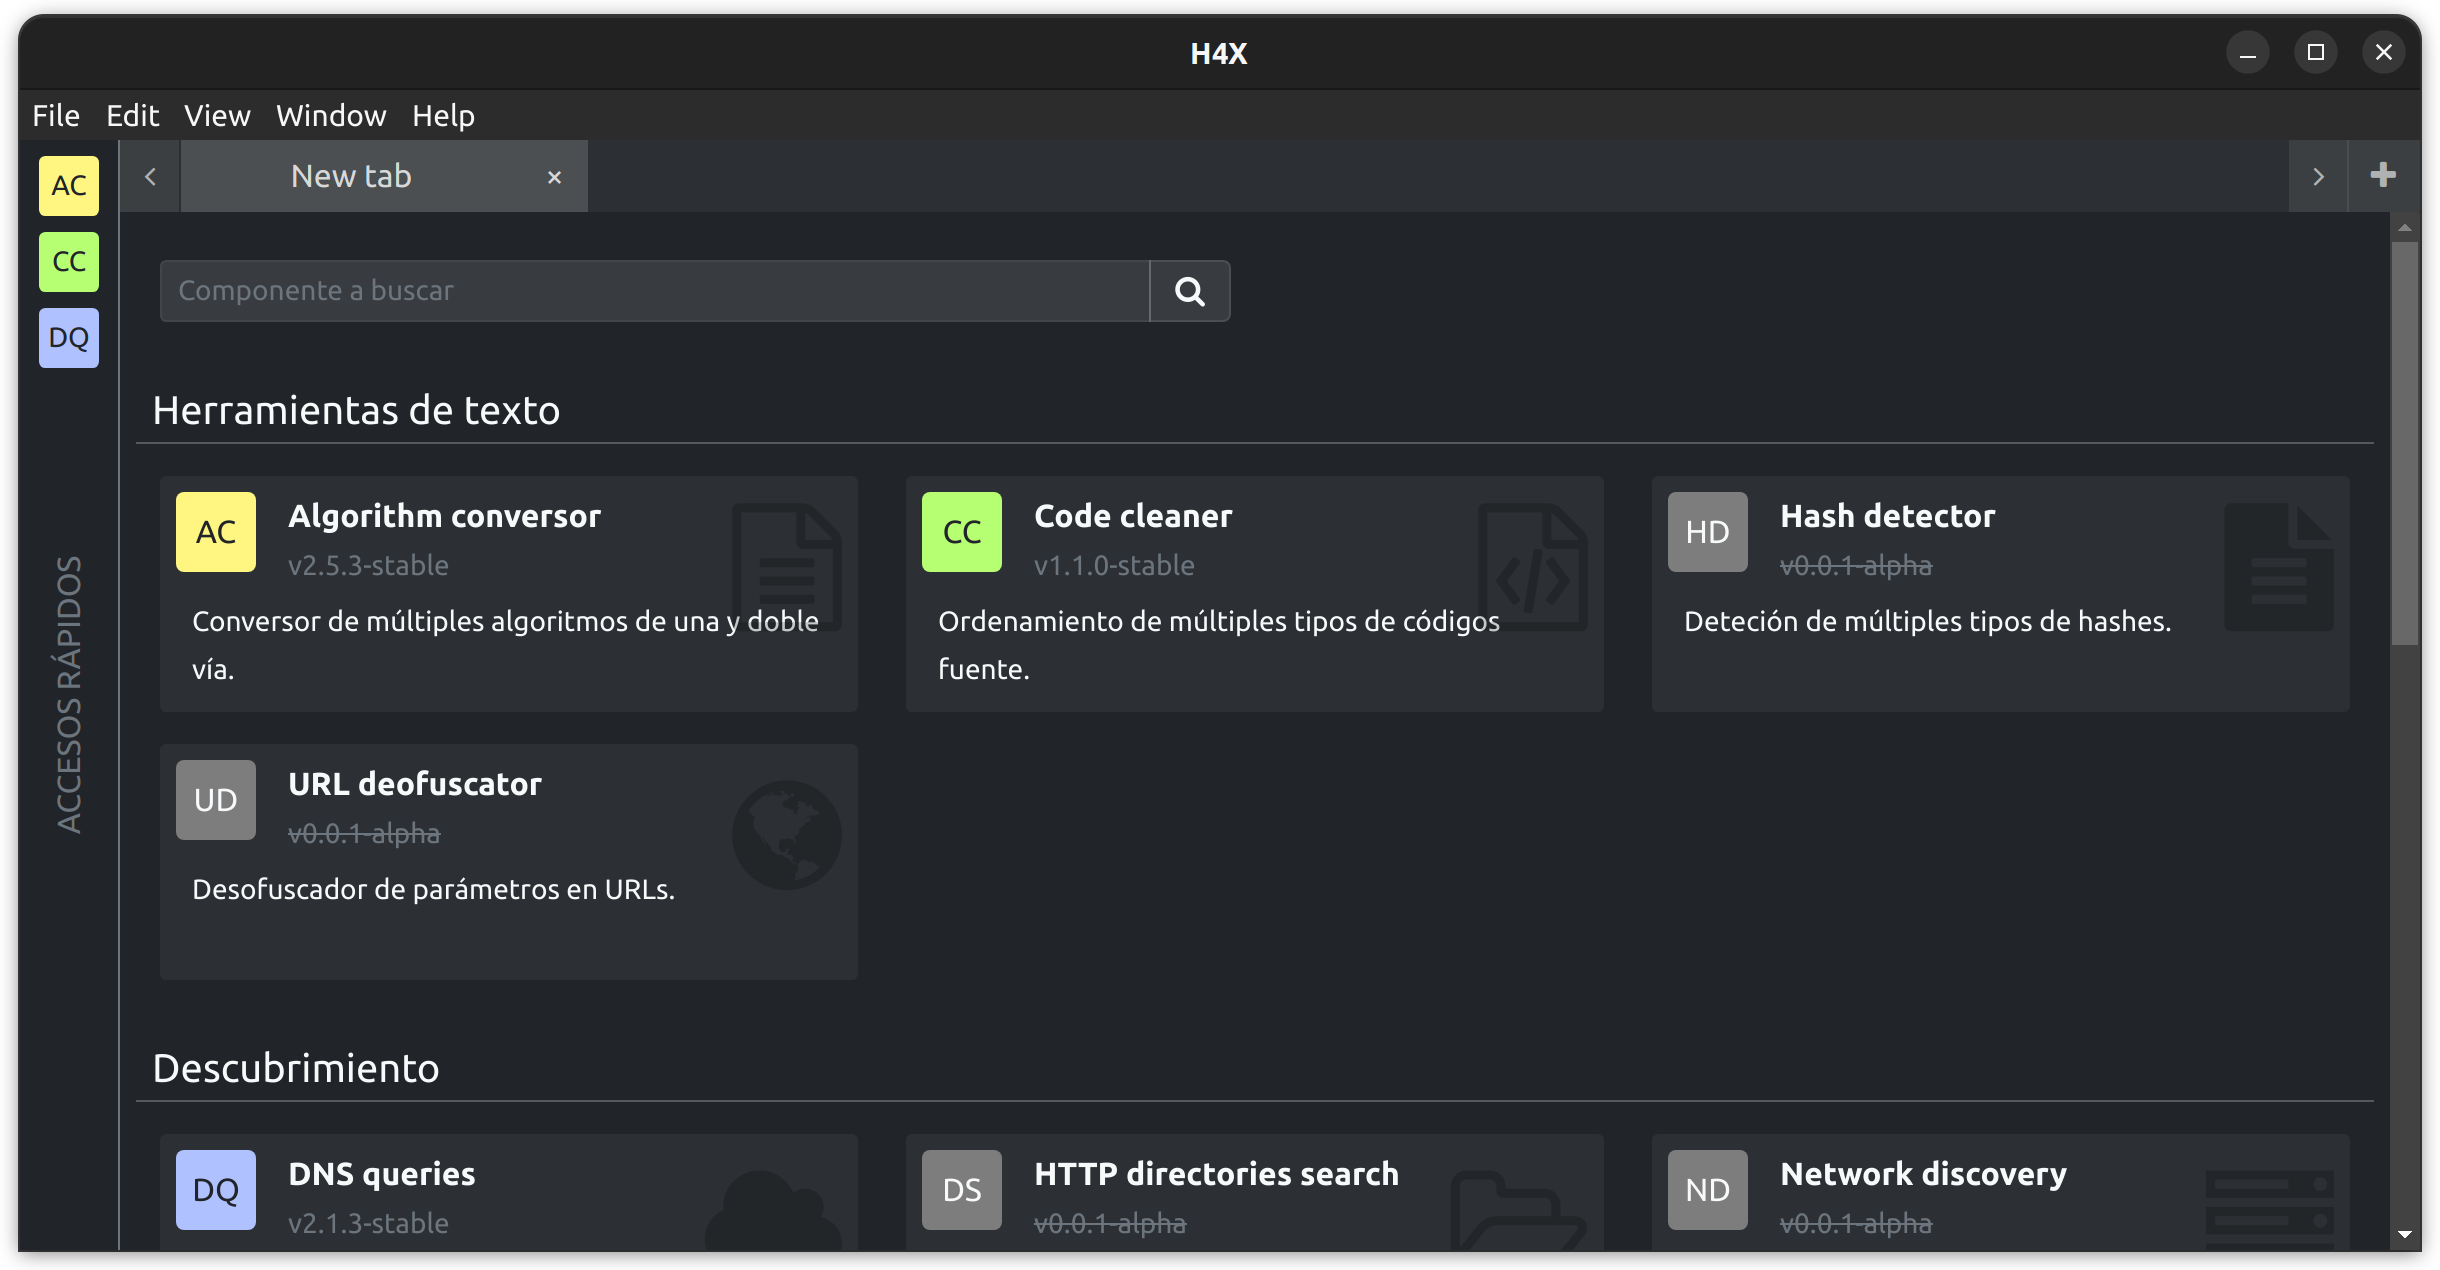 H4X
File Edit View Window Help
AC
CC
DQ
ACCESOS RÁPIDOS
New tab ×
Componente a buscar
Herramientas de texto
AC
Algorithm conversor
v2.5.3-stable
Conversor de múltiples algoritmos de una y doble
vía.
CC
Code cleaner
v1.1.0-stable
Ordenamiento de múltiples tipos de códigos
fuente.
HD
Hash detector
v0.0.1-alpha
Deteción de múltiples tipos de hashes.
UD
URL deofuscator
v0.0.1-alpha
Desofuscador de parámetros en URLs.
Descubrimiento
DQ
DNS queries
v2.1.3-stable
DS
HTTP directories search
v0.0.1-alpha
ND
Network discovery
v0.0.1-alpha